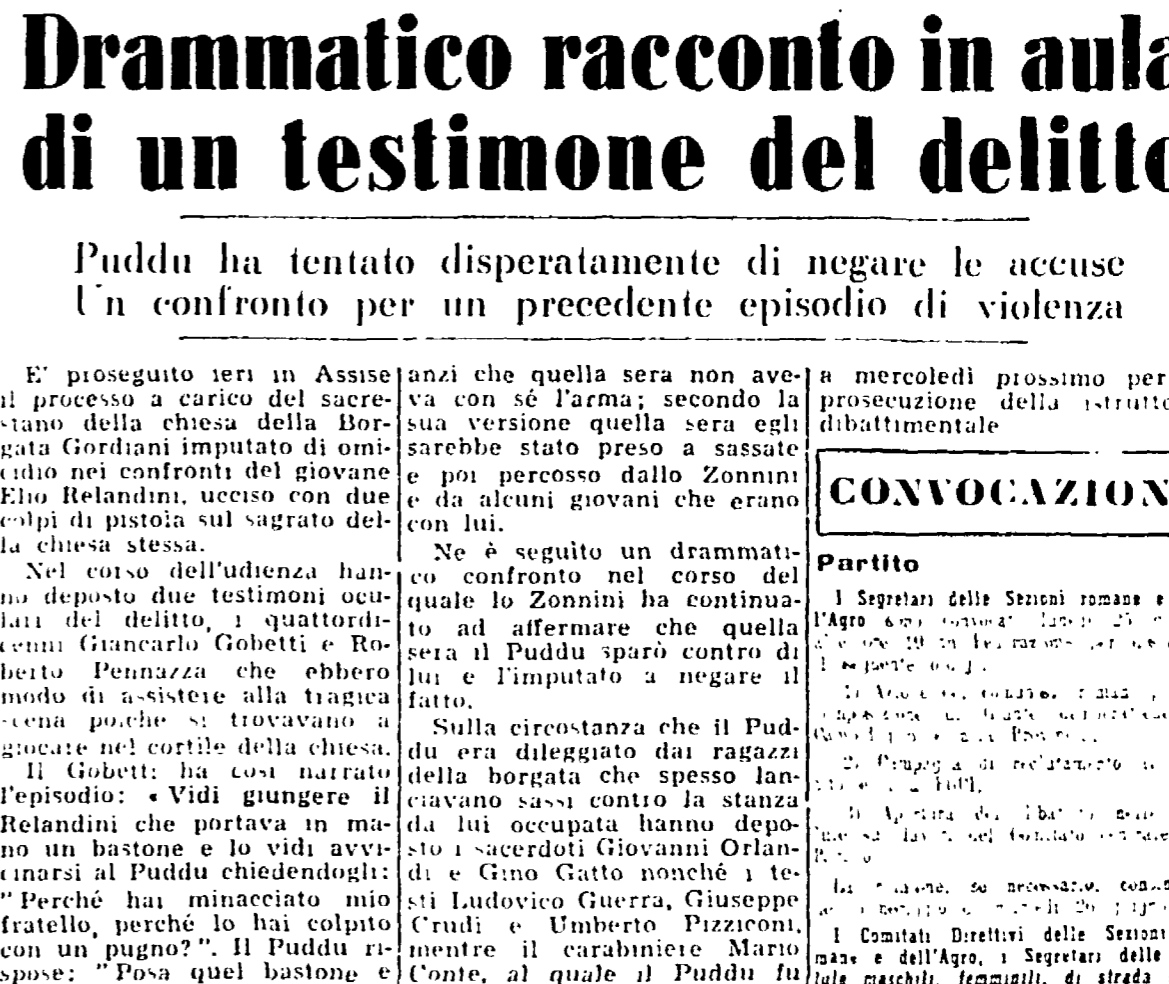 Drammatico racconto in aula
di un testimone del delitto
Puddu ha tentato disperatamente di negare le accuse
Un confronto per un precedente episodio di violenza
E' proseguito ieri in Assise
il processo a carico del sacre-
stano della chiesa della Bor-
gata Gordiani imputato di omi-
cidio nei confronti del giovane
Elio Relandini, ucciso con due
colpi di pistola sul sagrato del-
la chiesa stessa.
Nel corso dell'udienza han-
no deposto due testimoni ocu-
lari del delitto, i quattordi-
cenni Giancarlo Gobetti e Ro-
berto Pennazza che ebbero
modo di assistere alla tragica
scena poiche si trovavano a
giocare nel cortile della chiesa.
Il Gobetti ha così narrato
l'episodio: « Vidi giungere il
Relandini che portava in ma-
no un bastone e lo vidi avvi-
cinarsi al Puddu chiedendogli:
"Perché hai minacciato mio
fratello, perché lo hai colpito
con un pugno?". Il Puddu ri-
spose: "Posa quel bastone e
anzi che quella sera non ave-
va con sé l'arma; secondo la
sua versione quella sera egli
sarebbe stato preso a sassate
e poi percosso dallo Zonnini
e da alcuni giovani che erano
con lui.
Ne è seguìto un drammati-
co confronto nel corso del
quale lo Zonnini ha continua-
to ad affermare che quella
sera il Puddu sparò contro di
lui e l'imputato a negare il
fatto.
Sulla circostanza che il Pud-
du era dileggiato dai ragazzi
della borgata che spesso lan-
ciavano sassi contro la stanza
da lui occupata hanno depo-
sto i sacerdoti Giovanni Orlan-
di e Gino Gatto nonché i te-
sti Ludovico Guerra, Giuseppe
Crudi e Umberto Pizziconi,
mentre il carabiniere Mario
Conte, al quale il Puddu fu
a mercoledì prossimo per
prosecuzione della istrutto
dibattimentale
CONVOCAZION
Partito
I Segretari delle Sezioni romane e
l'Agro
I Comitati Direttivi delle Sezioni
mane e dell'Agro, i Segretari delle
lule maschili, femminili, di strada